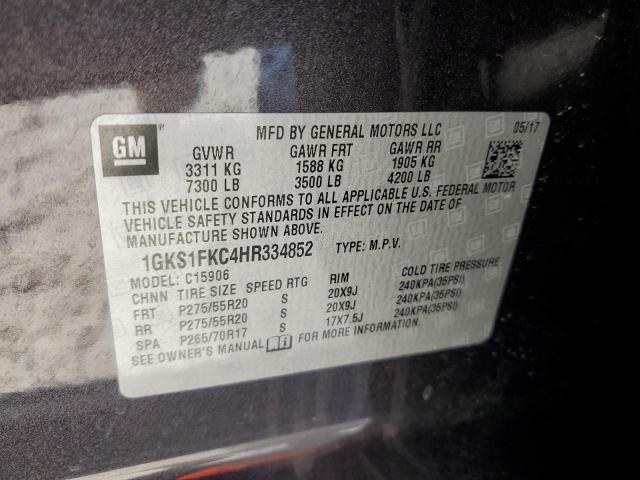 GM MFD BY GENERAL MOTORS LLC 05/17
GVWR GAWR FRT GAWR RR
3311 KG 1588 KG 1905 KG
7300 LB 3500 LB 4200 LB
THIS VEHICLE CONFORMS TO ALL APPLICABLE U.S. FEDERAL MOTOR
VEHICLE SAFETY STANDARDS IN EFFECT ON THE DATE OF
MANUFACTURE SHOWN ABOVE.
1GKS1FKC4HR334852 TYPE: M.P.V.
MODEL: C15906
CHNN TIRE SIZE SPEED RTG RIM COLD TIRE PRESSURE
FRT P275/55R20 S 20X9J 240KPA(35PSI)
RR P275/55R20 S 20X9J 240KPA(35PSI)
SPA P265/70R17 S 17X7.5J 240KPA(35PSI)
SEE OWNER'S MANUAL FOR MORE INFORMATION.